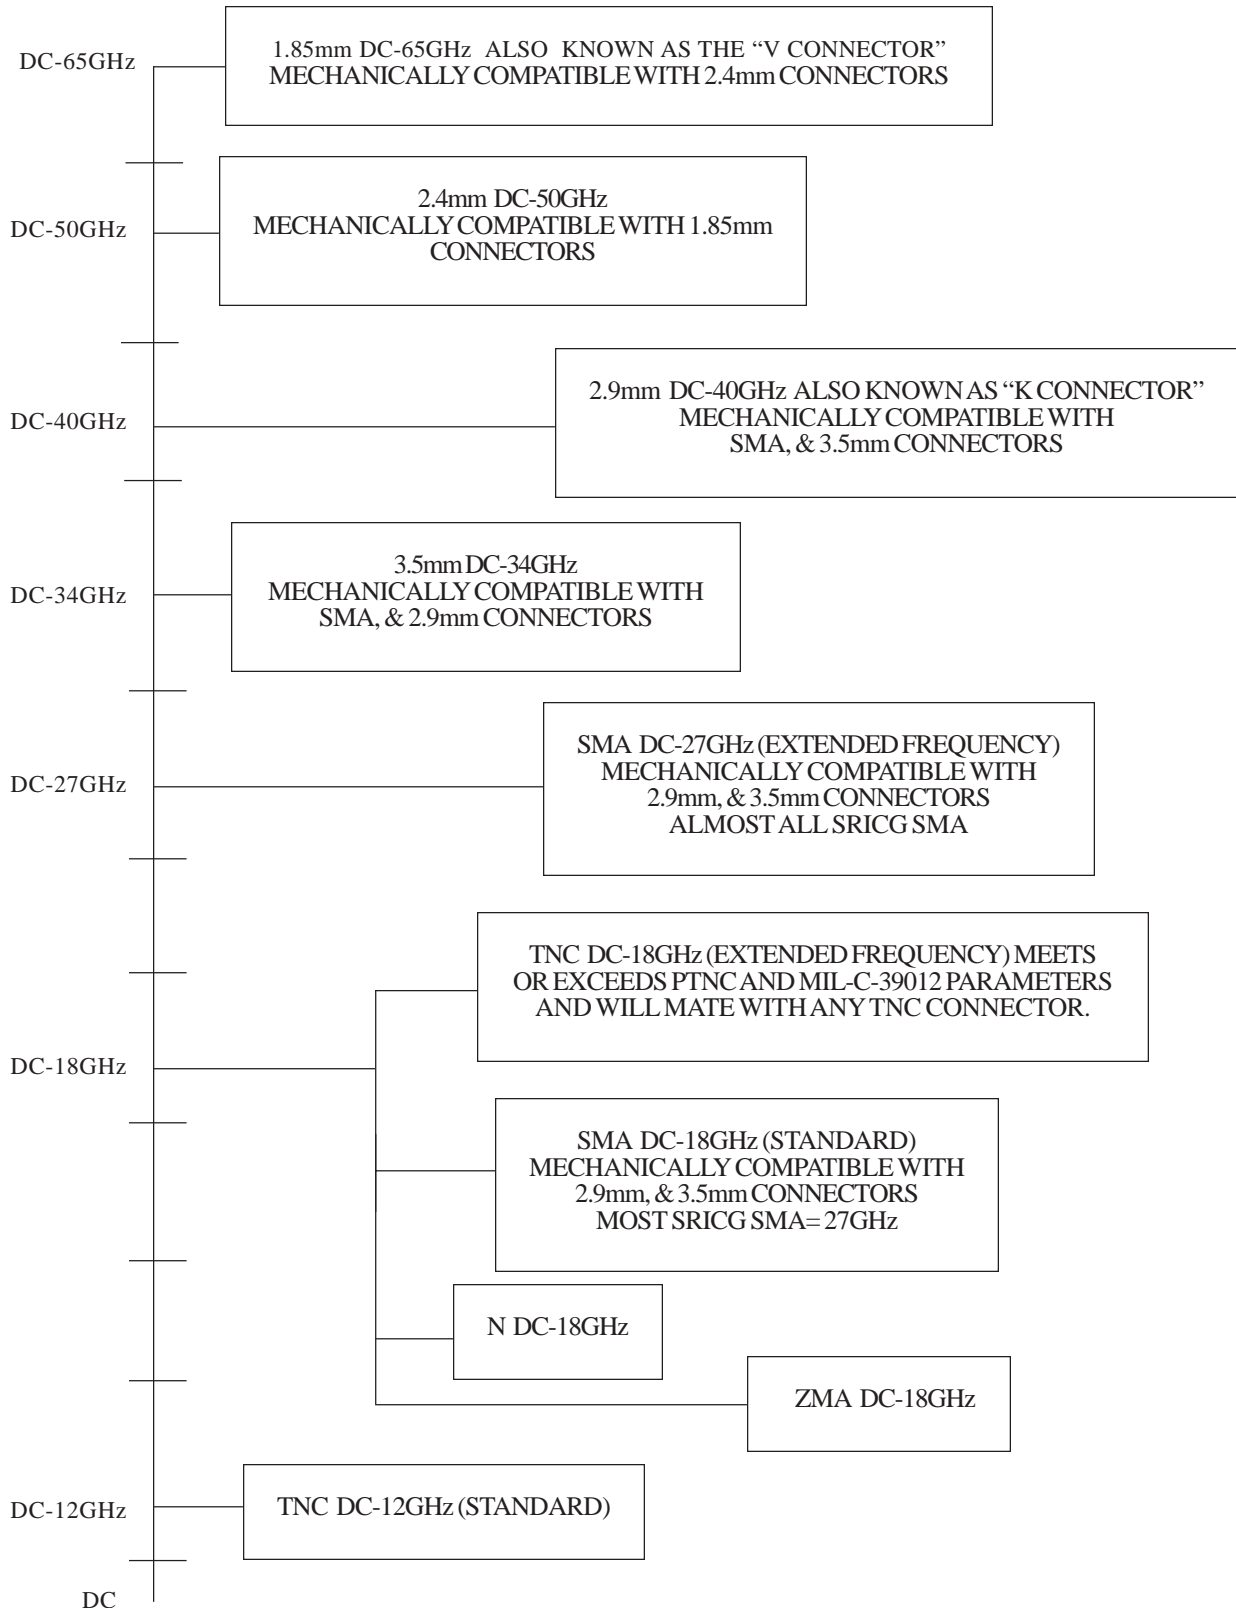 DC-65GHz
1.85mm DC-65GHz ALSO KNOWN AS THE “V CONNECTOR”
MECHANICALLY COMPATIBLE WITH 2.4mm CONNECTORS
DC-50GHz
2.4mm DC-50GHz
MECHANICALLY COMPATIBLE WITH 1.85mm
CONNECTORS
DC-40GHz
2.9mm DC-40GHz ALSO KNOWN AS “K CONNECTOR”
MECHANICALLY COMPATIBLE WITH
SMA, & 3.5mm CONNECTORS
DC-34GHz
3.5mm DC-34GHz
MECHANICALLY COMPATIBLE WITH
SMA, & 2.9mm CONNECTORS
DC-27GHz
SMA DC-27GHz (EXTENDED FREQUENCY)
MECHANICALLY COMPATIBLE WITH
2.9mm, & 3.5mm CONNECTORS
ALMOST ALL SRICG SMA
TNC DC-18GHz (EXTENDED FREQUENCY) MEETS
OR EXCEEDS PTNC AND MIL-C-39012 PARAMETERS
AND WILL MATE WITH ANY TNC CONNECTOR.
DC-18GHz
SMA DC-18GHz (STANDARD)
MECHANICALLY COMPATIBLE WITH
2.9mm, & 3.5mm CONNECTORS
MOST SRICG SMA= 27GHz
N DC-18GHz
ZMA DC-18GHz
DC-12GHz
TNC DC-12GHz (STANDARD)
DC